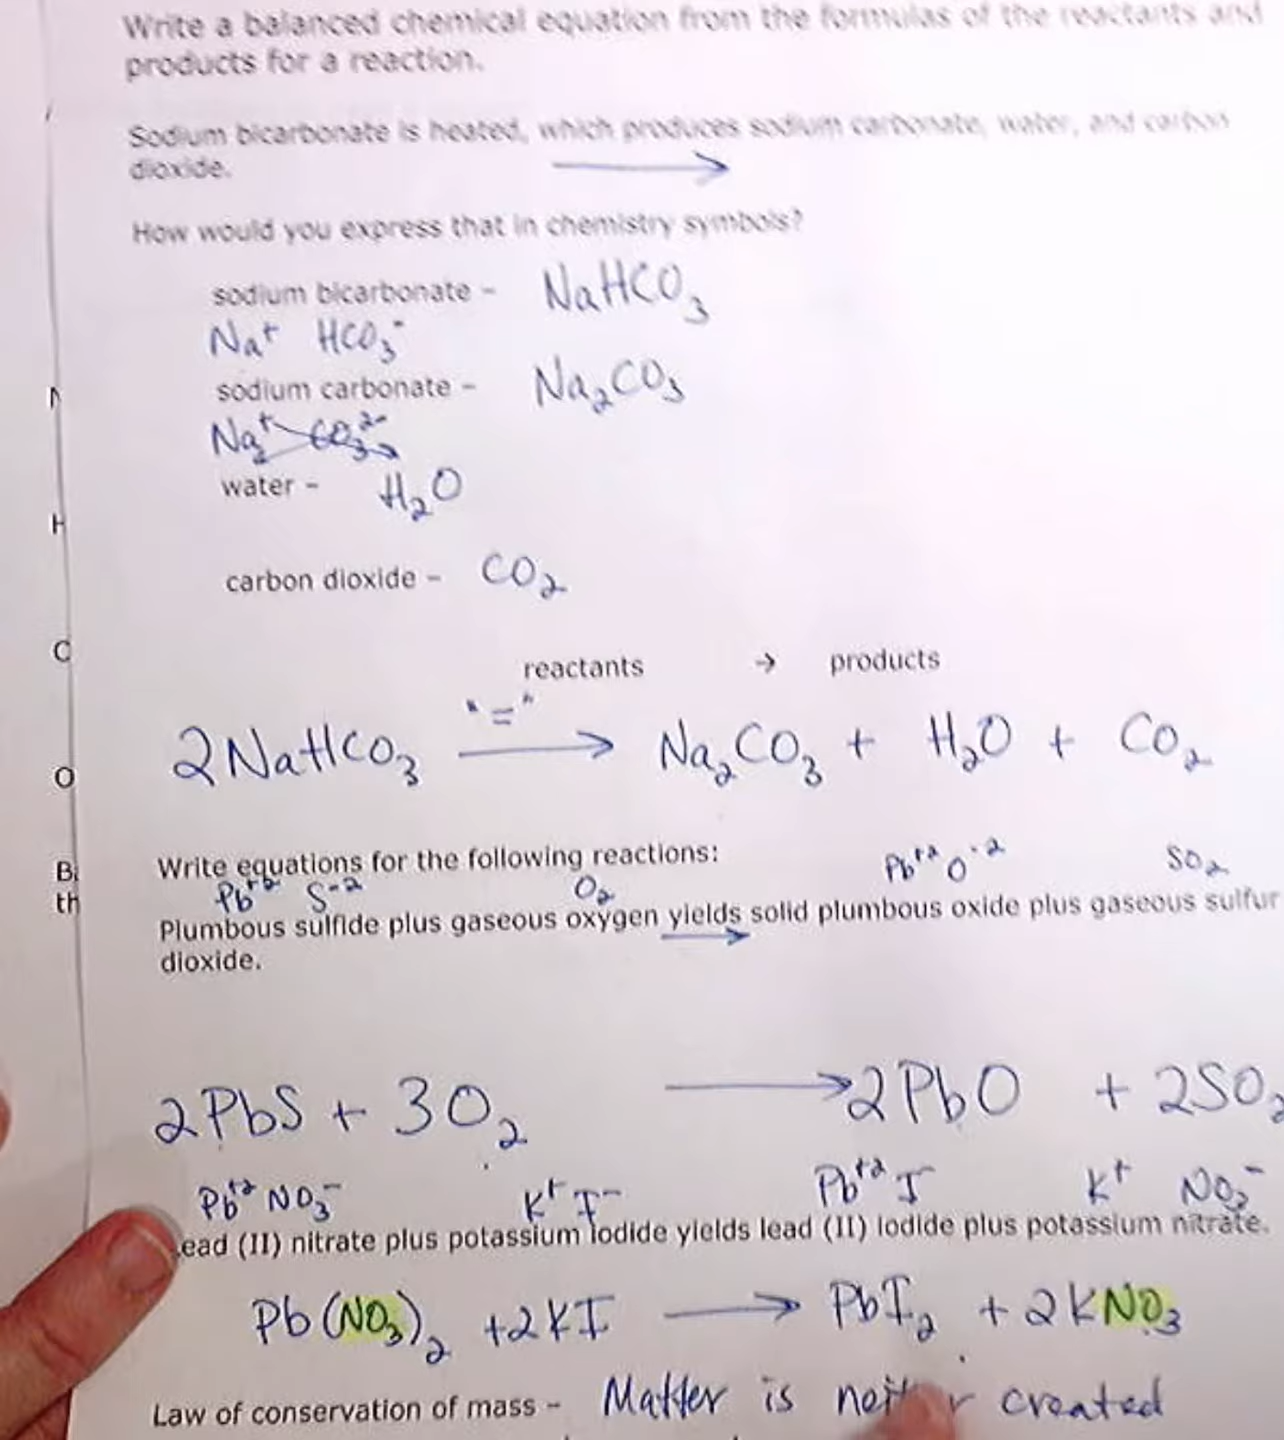 Write a balanced chemical equation from the formulas of the reactants and
products for a reaction.
Sodium bicarbonate is heated, which produces sodium carbonate, water, and carbon
dioxide.
⟶
How would you express that in chemistry symbols?
sodium bicarbonate - NaHCO₃
Na⁺ HCO₃⁻
sodium carbonate - Na₂CO₃
Na₂⁺ CO₃²⁻
N
water - H₂O
H
carbon dioxide - CO₂
C
reactants → products
"="
2NaHCO₃ ⟶ Na₂CO₃ + H₂O + CO₂
O
Write equations for the following reactions:
B
Pb⁺² S⁻² O₂ Pb⁺² O⁻² SO₂
th
Plumbous sulfide plus gaseous oxygen yields solid plumbous oxide plus gaseous sulfur
dioxide.
2PbS + 3O₂ ⟶ 2PbO + 2SO₂
Pb⁺² NO₃⁻ K⁺ I⁻ Pb⁺² I⁻ K⁺ NO₃⁻
ead (II) nitrate plus potassium iodide yields lead (II) iodide plus potassium nitrate.
Pb(NO₃)₂ +2KI ⟶ PbI₂ + 2KNO₃
Law of conservation of mass - Matter is created